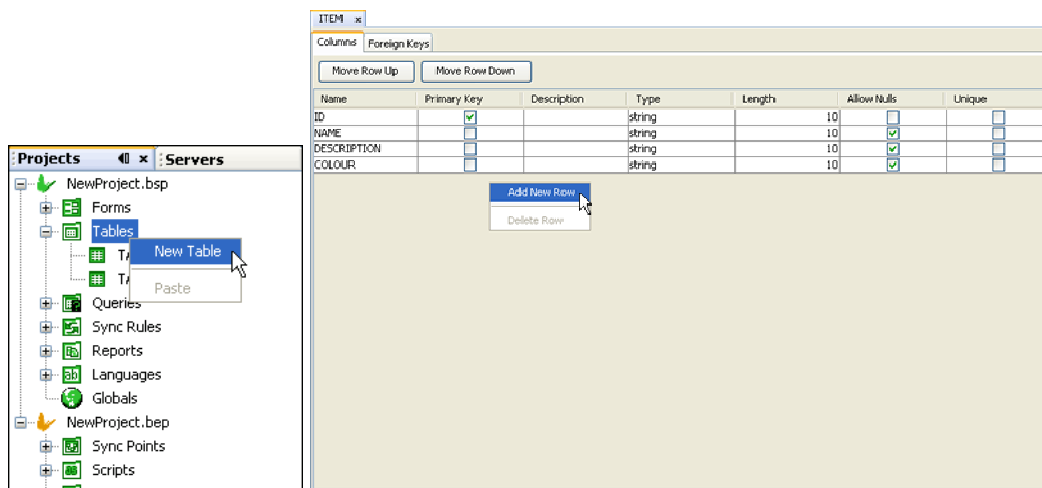 ITEM
Columns Foreign Keys
Move Row Up Move Row Down
Name Primary Key Description Type Length Allow Nulls Unique
ID string 10
NAME string 10
DESCRIPTION string 10
COLOUR string 10
Add New Row
Delete Row
Projects Servers
NewProject.bsp
Forms
Tables
New Table
Paste
Queries
Sync Rules
Reports
Languages
Globals
NewProject.bep
Sync Points
Scripts